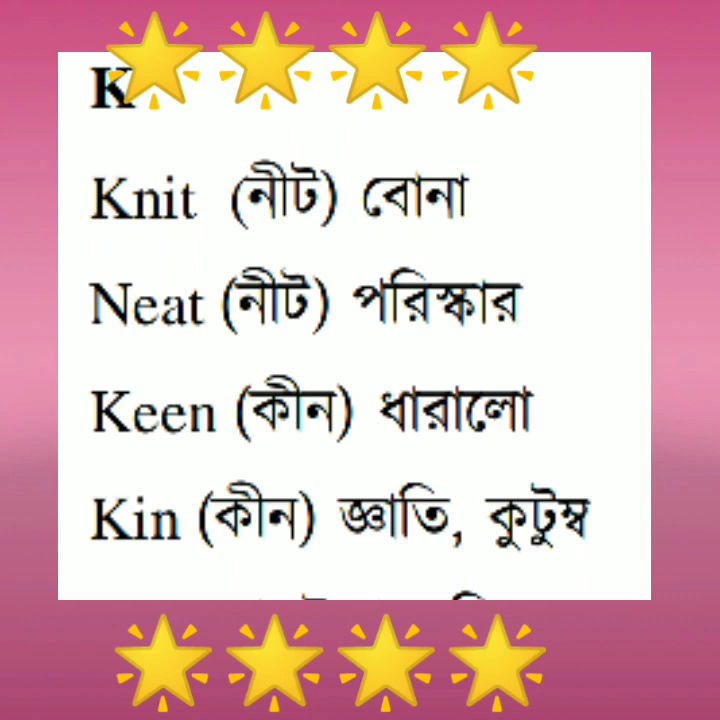 K
Knit (নীট) বোনা
Neat (নীট) পরিস্কার
Keen (কীন) ধারালো
Kin (কীন) জ্ঞাতি, কুটুম্ব